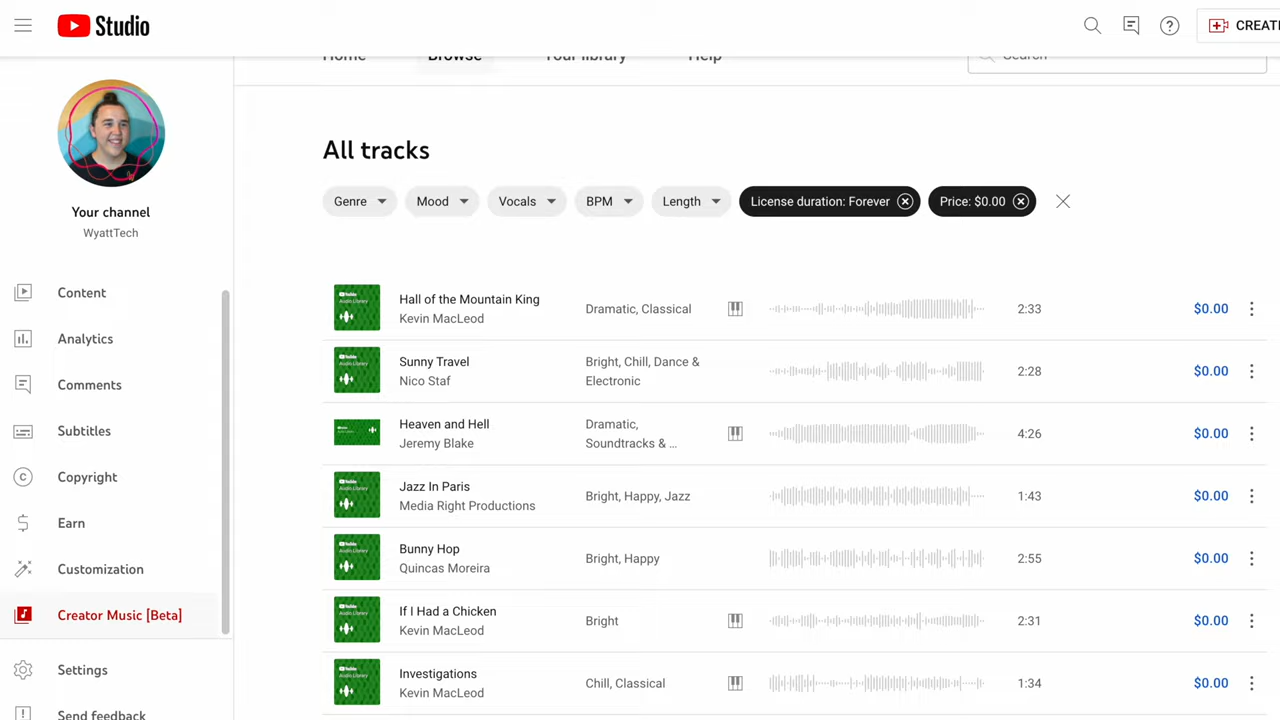 Studio
CREATE
Home
Browse
Your library
Help
Search
WyattTech
Your channel
Content
Analytics
Comments
Subtitles
Copyright
Earn
Customization
Creator Music [Beta]
Settings
Send feedback
All tracks
Genre
Mood
Vocals
BPM
Length
License duration: Forever
Price: $0.00
Hall of the Mountain King
Kevin MacLeod
Dramatic, Classical
2:33
$0.00
Sunny Travel
Nico Staf
Bright, Chill, Dance &
Electronic
2:28
$0.00
Heaven and Hell
Jeremy Blake
Dramatic,
Soundtracks & ...
4:26
$0.00
Jazz In Paris
Media Right Productions
Bright, Happy, Jazz
1:43
$0.00
Bunny Hop
Quincas Moreira
Bright, Happy
2:55
$0.00
If I Had a Chicken
Kevin MacLeod
Bright
2:31
$0.00
Investigations
Kevin MacLeod
Chill, Classical
1:34
$0.00